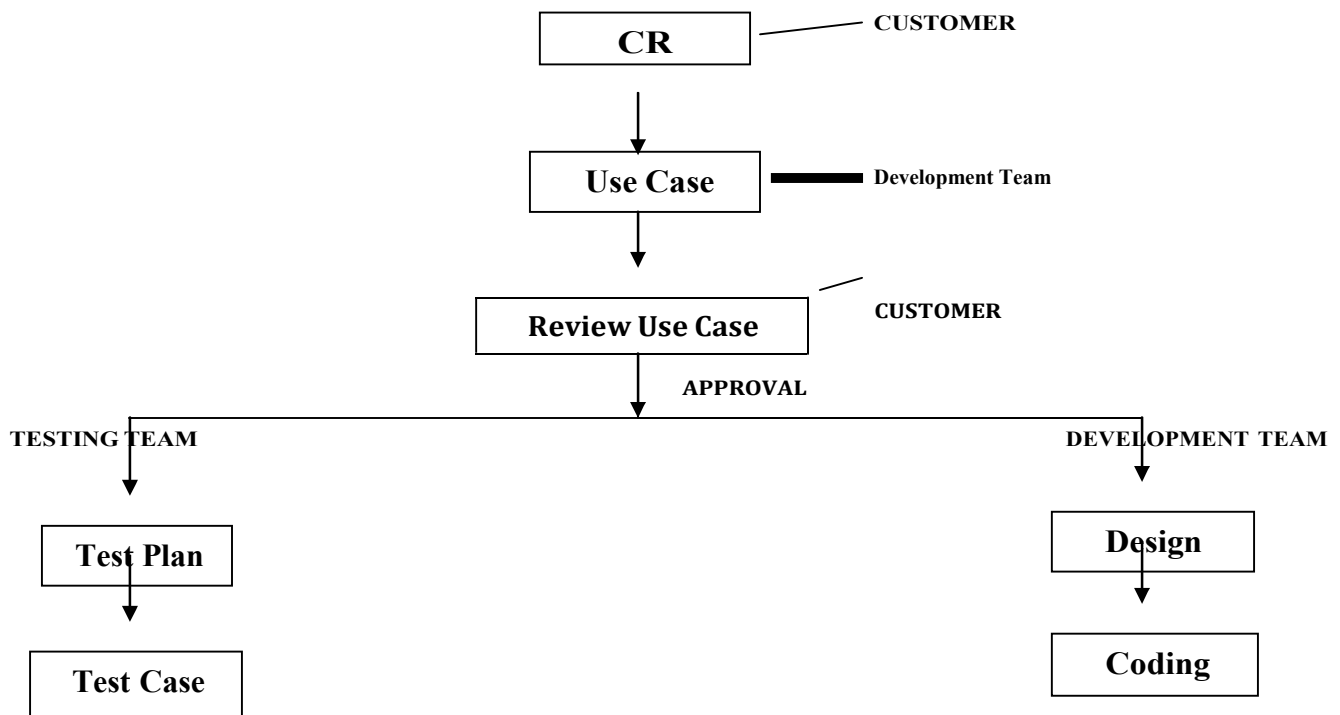 CR
CUSTOMER
Use Case
Development Team
Review Use Case
CUSTOMER
APPROVAL
TESTING TEAM
DEVELOPMENT TEAM
Test Plan
Design
Test Case
Coding